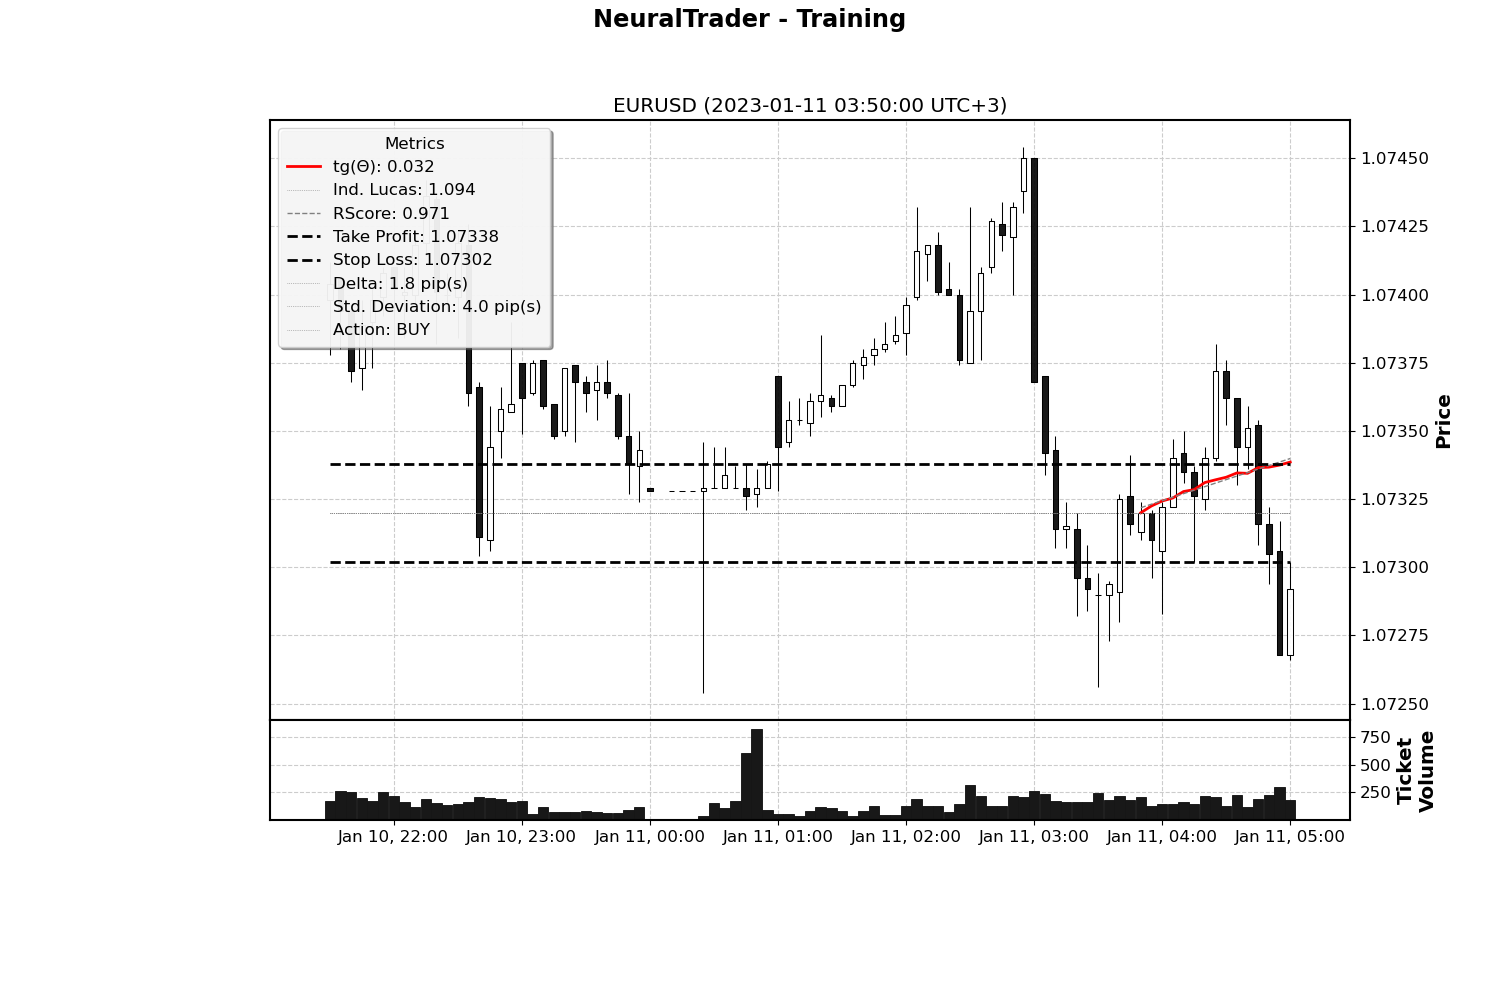 NeuralTrader - Training
EURUSD (2023-01-11 03:50:00 UTC+3)
Metrics
tg(Θ): 0.032
Ind. Lucas: 1.094
RScore: 0.971
Take Profit: 1.07338
Stop Loss: 1.07302
Delta: 1.8 pip(s)
Std. Deviation: 4.0 pip(s)
Action: BUY
1.07450
1.07425
1.07400
1.07375
1.07350
1.07325
1.07300
1.07275
1.07250
Price
750
500
250
Ticket
Volume
Jan 10, 22:00
Jan 10, 23:00
Jan 11, 00:00
Jan 11, 01:00
Jan 11, 02:00
Jan 11, 03:00
Jan 11, 04:00
Jan 11, 05:00